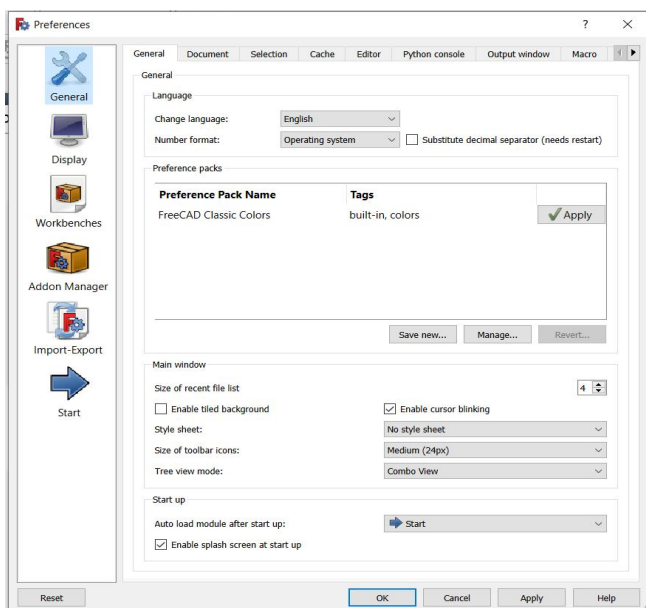 Preferences
General
Display
Workbenches
Addon Manager
Import-Export
Start
General Document Selection Cache Editor Python console Output window Macro
General
Language
Change language: English
Number format: Operating system Substitute decimal separator (needs restart)
Preference packs
Preference Pack Name Tags
FreeCAD Classic Colors built-in, colors Apply
Save new... Manage... Revert...
Main window
Size of recent file list 4
Enable tiled background Enable cursor blinking
Style sheet: No style sheet
Size of toolbar icons: Medium (24px)
Tree view mode: Combo View
Start up
Auto load module after start up: Start
Enable splash screen at start up
Reset OK Cancel Apply Help